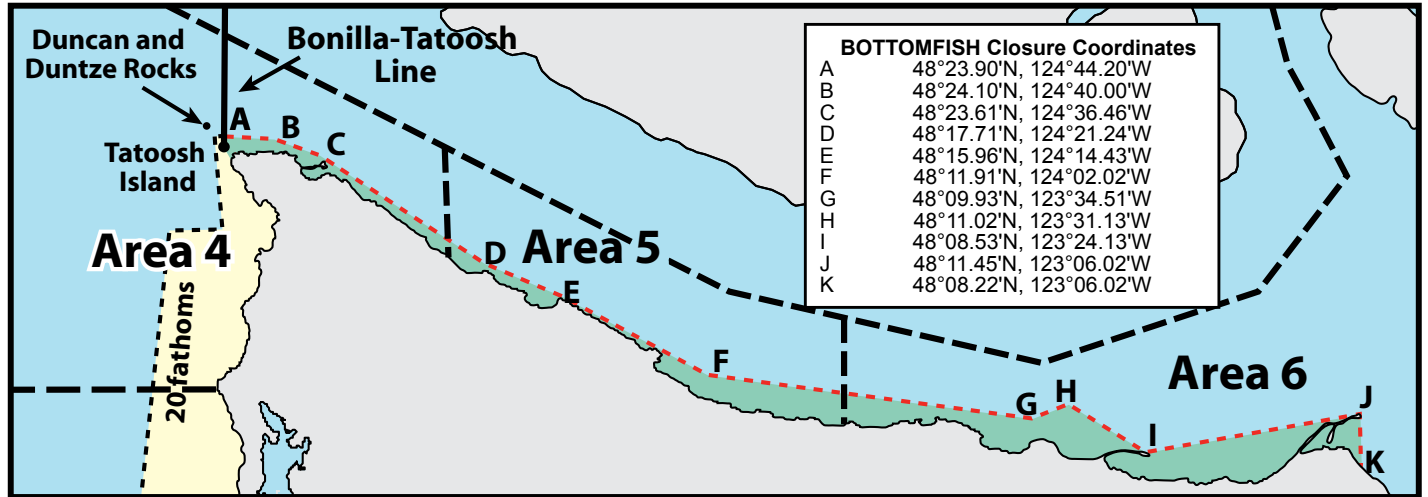 Duncan and
Duntze Rocks
Bonilla-Tatoosh
Line
Tatoosh
Island
Area 4
20 fathoms
Area 5
Area 6
A
B
C
D
E
F
G
H
I
J
K
BOTTOMFISH Closure Coordinates
A 48°23.90'N, 124°44.20'W
B 48°24.10'N, 124°40.00'W
C 48°23.61'N, 124°36.46'W
D 48°17.71'N, 124°21.24'W
E 48°15.96'N, 124°14.43'W
F 48°11.91'N, 124°02.02'W
G 48°09.93'N, 123°34.51'W
H 48°11.02'N, 123°31.13'W
I 48°08.53'N, 123°24.13'W
J 48°11.45'N, 123°06.02'W
K 48°08.22'N, 123°06.02'W